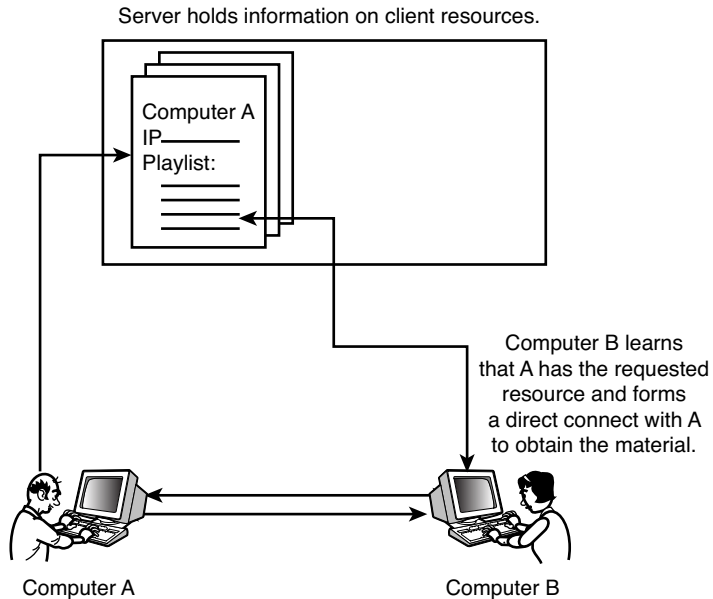 Server holds information on client resources.
Computer A
IP
Playlist:
Computer B learns
that A has the requested
resource and forms
a direct connect with A
to obtain the material.
Computer A
Computer B